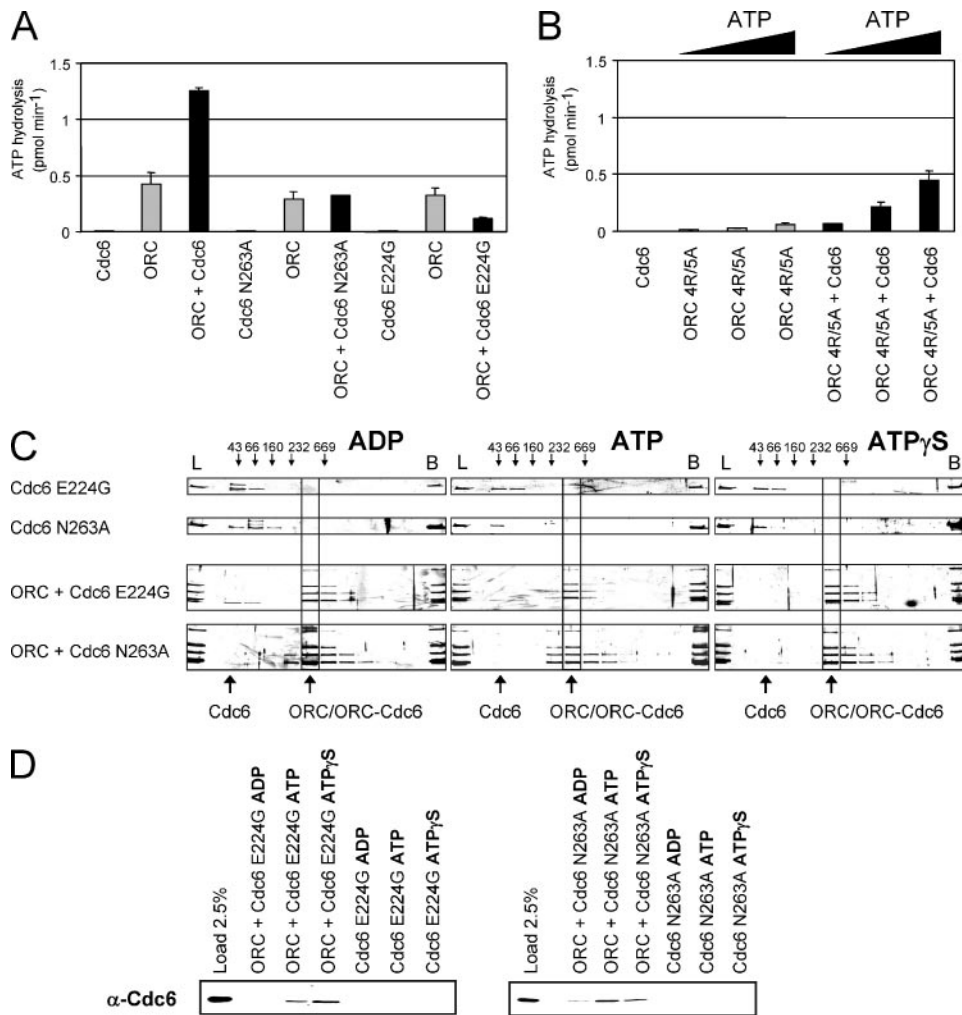 A
ATP hydrolysis
(pmol min-1)
1.5
1
0.5
0
Cdc6
ORC
ORC + Cdc6
Cdc6 N263A
ORC
ORC + Cdc6 N263A
Cdc6 E224G
ORC
ORC + Cdc6 E224G
B
ATP
ATP
ATP hydrolysis
(pmol min-1)
1.5
1
0.5
0
Cdc6
ORC 4R/5A
ORC 4R/5A
ORC 4R/5A
ORC 4R/5A + Cdc6
ORC 4R/5A + Cdc6
ORC 4R/5A + Cdc6
C
L 43 66 160 232 669 ADP B
L 43 66 160 232 669 ATP B
L 43 66 160 232 669 ATPγS B
Cdc6 E224G
Cdc6 N263A
ORC + Cdc6 E224G
ORC + Cdc6 N263A
Cdc6 ORC/ORC-Cdc6
Cdc6 ORC/ORC-Cdc6
Cdc6 ORC/ORC-Cdc6
D
Load 2.5%
ORC + Cdc6 E224G ADP
ORC + Cdc6 E224G ATP
ORC + Cdc6 E224G ATPγS
Cdc6 E224G ADP
Cdc6 E224G ATP
Cdc6 E224G ATPγS
Load 2.5%
ORC + Cdc6 N263A ADP
ORC + Cdc6 N263A ATP
ORC + Cdc6 N263A ATPγS
Cdc6 N263A ADP
Cdc6 N263A ATP
Cdc6 N263A ATPγS
α-Cdc6